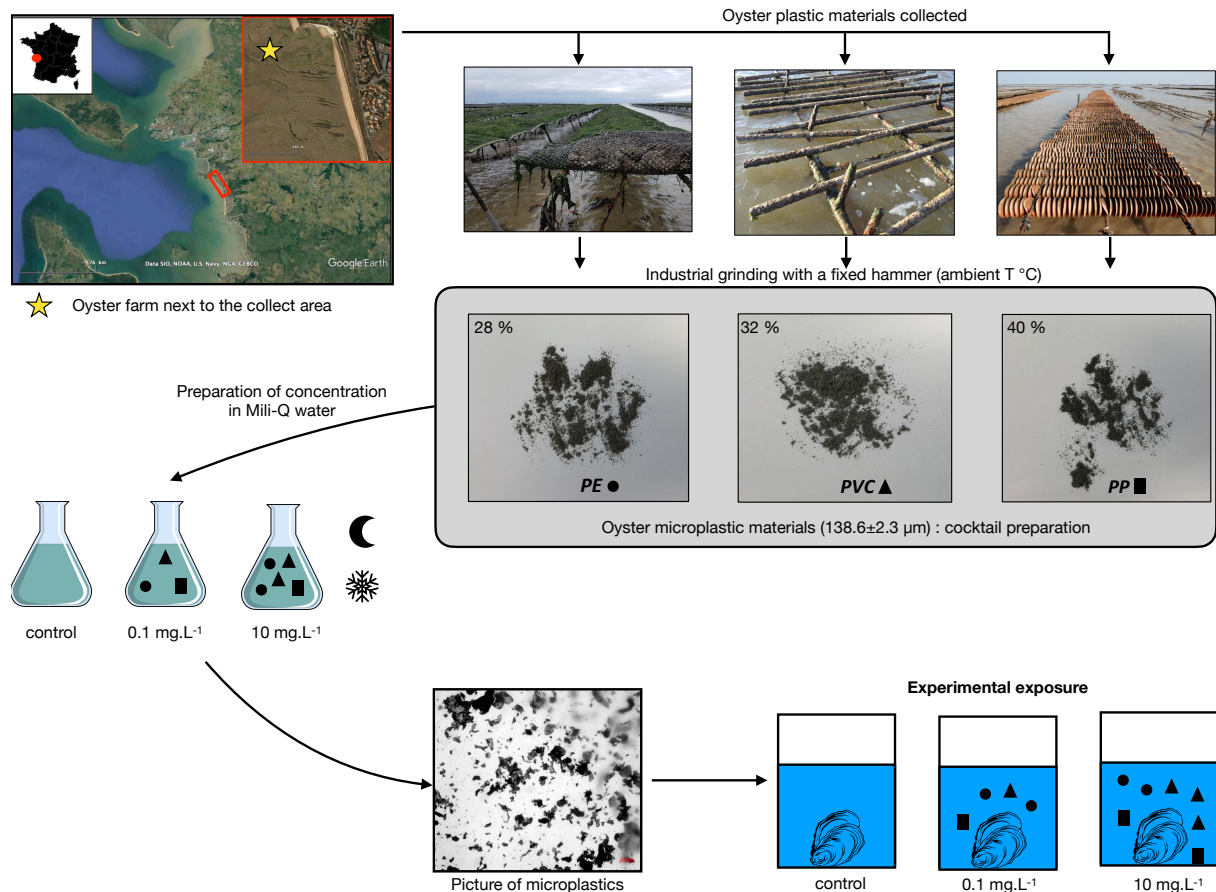 Oyster plastic materials collected
Data SIO, NOAA, U.S. Navy, NGA, GEBCO
Google Earth
Oyster farm next to the collect area
Industrial grinding with a fixed hammer (ambient T °C)
28 %
32 %
40 %
PE
PVC
PP
Oyster microplastic materials (138.6±2.3 µm) : cocktail preparation
Preparation of concentration
in Mili-Q water
control
0.1 mg.L-1
10 mg.L-1
Experimental exposure
Picture of microplastics
control
0.1 mg.L-1
10 mg.L-1